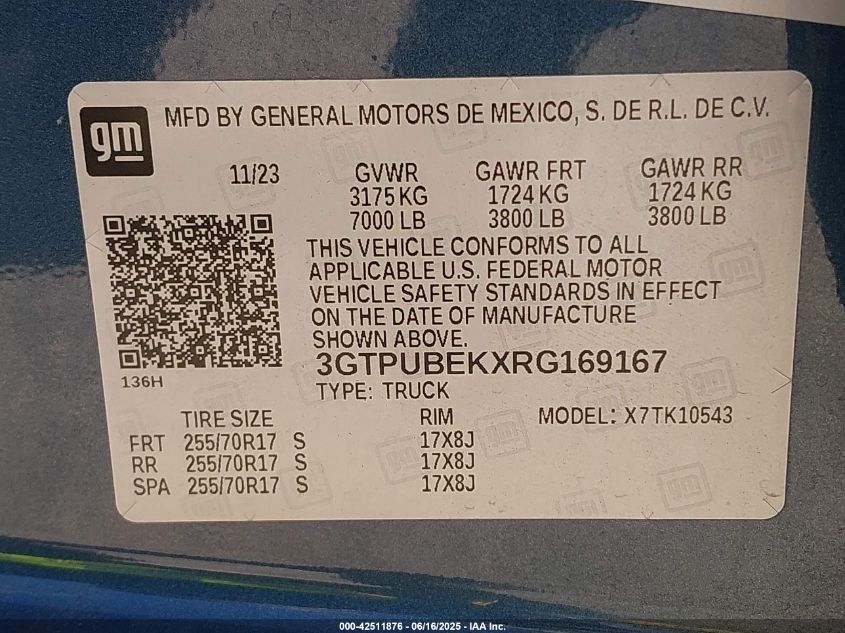 gm
MFD BY GENERAL MOTORS DE MEXICO, S. DE R.L. DE C.V.
11/23 GVWR GAWR FRT GAWR RR
3175 KG 1724 KG 1724 KG
7000 LB 3800 LB 3800 LB
THIS VEHICLE CONFORMS TO ALL
APPLICABLE U.S. FEDERAL MOTOR
VEHICLE SAFETY STANDARDS IN EFFECT
ON THE DATE OF MANUFACTURE
SHOWN ABOVE.
3GTPUBEKXRG169167
136H
TYPE: TRUCK
TIRE SIZE RIM MODEL: X7TK10543
FRT 255/70R17 S 17X8J
RR 255/70R17 S 17X8J
SPA 255/70R17 S 17X8J
000-42511876 - 06/16/2025 - IAA Inc.